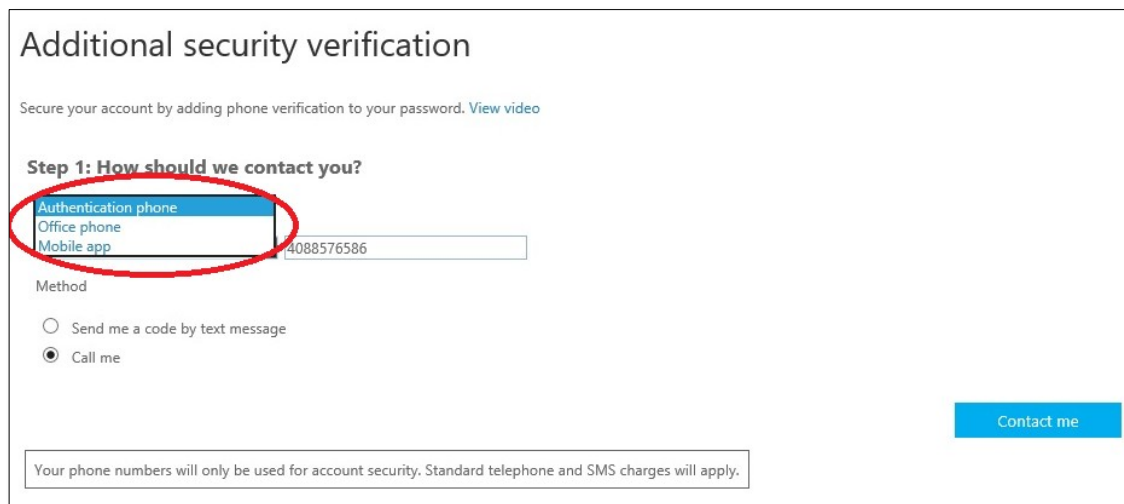 Additional security verification
Secure your account by adding phone verification to your password. View video
Step 1: How should we contact you?
Authentication phone
Office phone
Mobile app
4088576586
Method
Send me a code by text message
Call me
Contact me
Your phone numbers will only be used for account security. Standard telephone and SMS charges will apply.